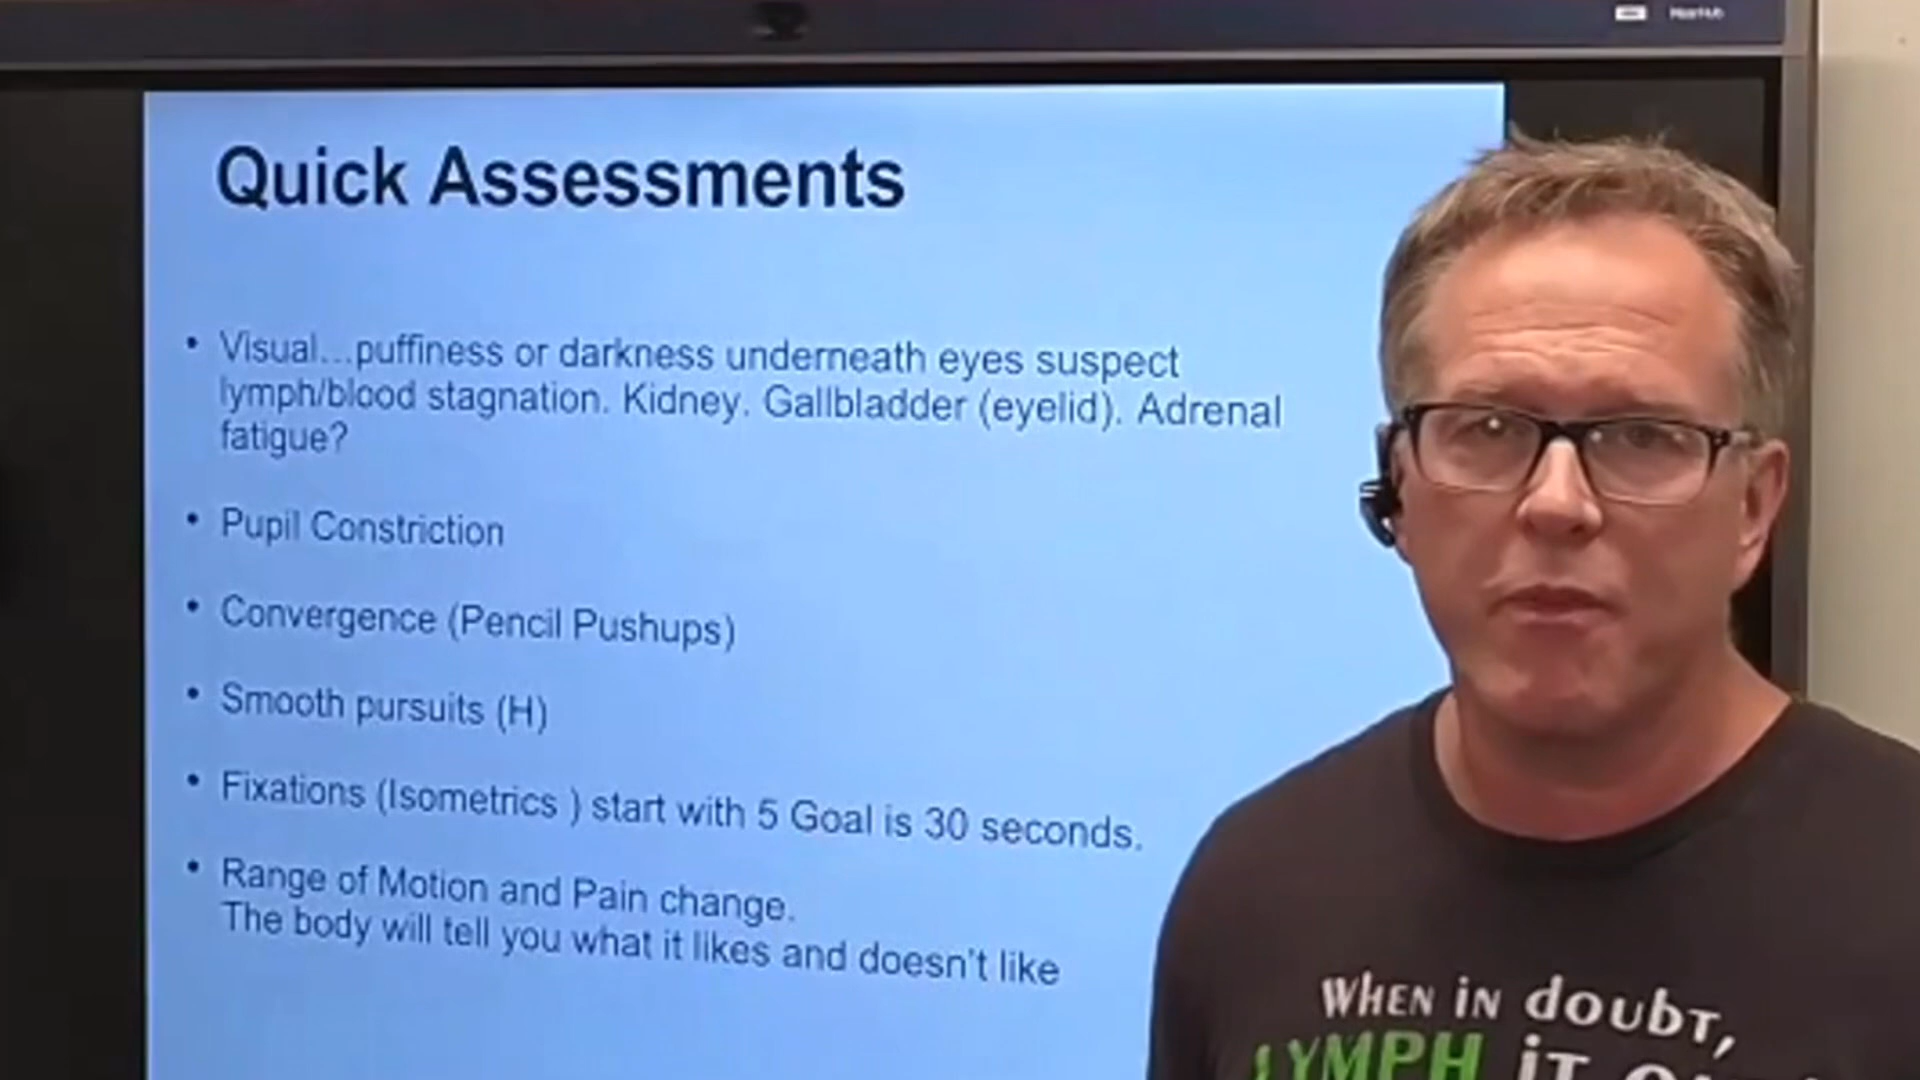 Quick Assessments
• Visual...puffiness or darkness underneath eyes suspect
lymph/blood stagnation. Kidney. Gallbladder (eyelid). Adrenal
fatigue?
• Pupil Constriction
• Convergence (Pencil Pushups)
• Smooth pursuits (H)
• Fixations (Isometrics ) start with 5 Goal is 30 seconds.
• Range of Motion and Pain change.
The body will tell you what it likes and doesn't like
WHEN iN doubT,
LYMPH iT